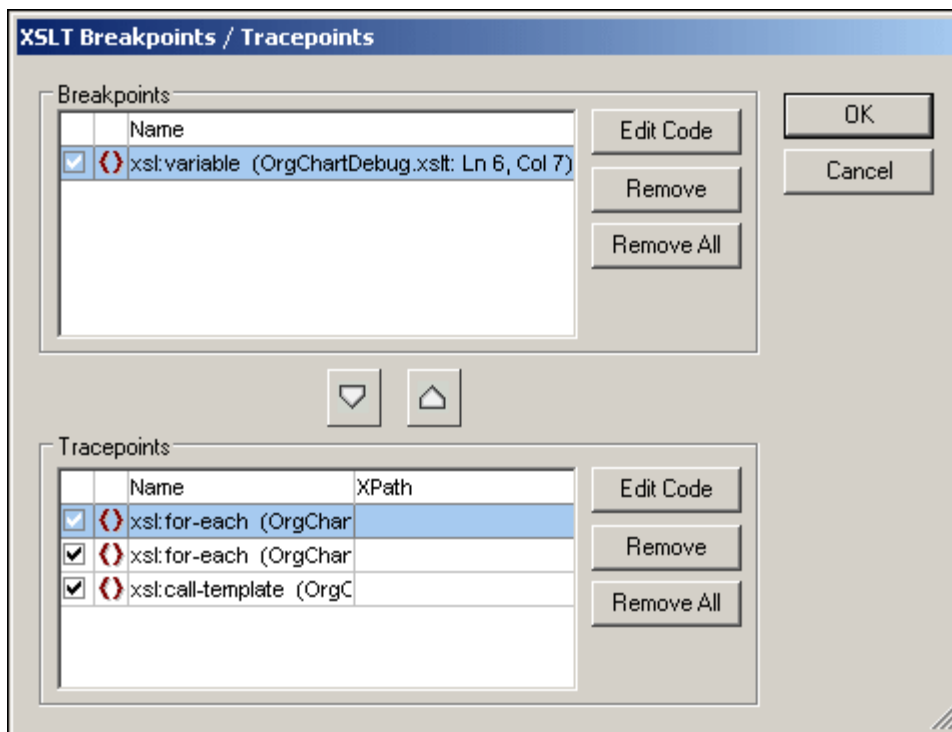 XSLT Breakpoints / Tracepoints
Breakpoints
Name
xsl:variable (OrgChartDebug.xslt: Ln 6, Col 7)
Edit Code
Remove
Remove All
OK
Cancel
Tracepoints
Name XPath
xsl:for-each (OrgChar
xsl:for-each (OrgChar
xsl:call-template (OrgC
Edit Code
Remove
Remove All